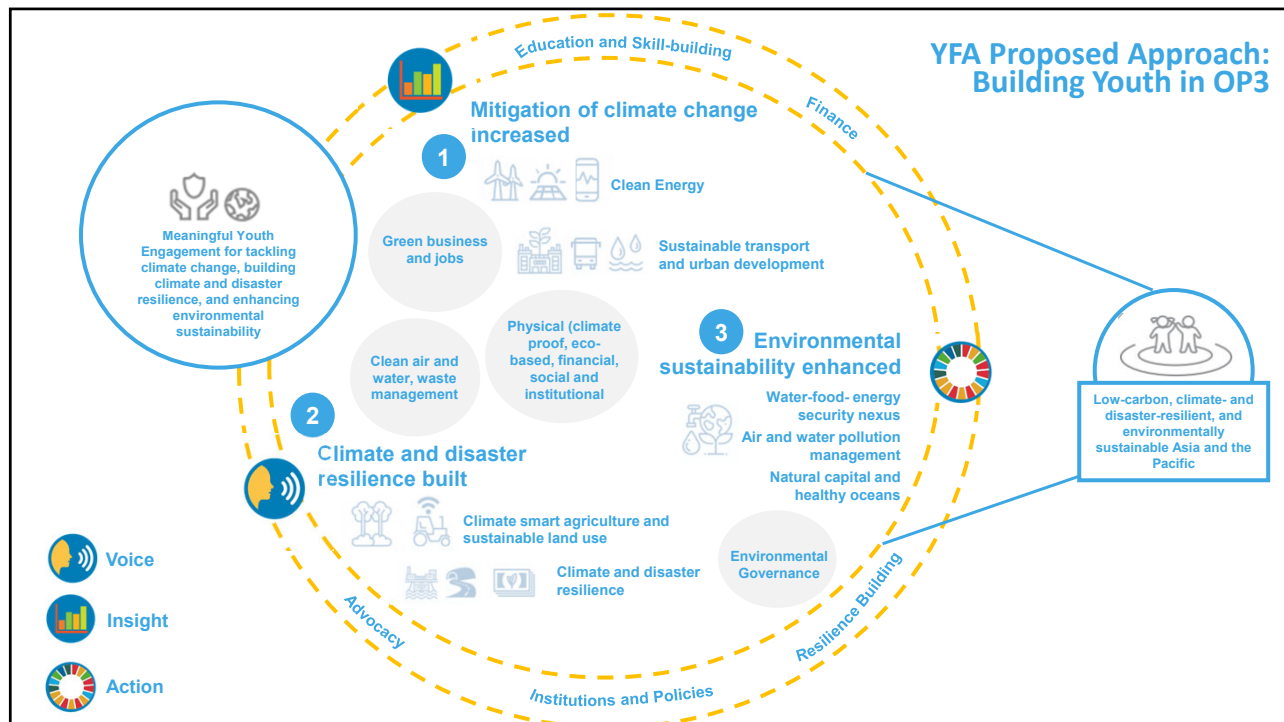 YFA Proposed Approach:
Building Youth in OP3
Education and Skill-building
Finance
Mitigation of climate change
increased
1
Clean Energy
Green business
and jobs
Sustainable transport
and urban development
Meaningful Youth
Engagement for tackling
climate change, building
climate and disaster
resilience, and enhancing
environmental
sustainability
Physical (climate
proof, eco-
based, financial,
social and
institutional
Clean air and
water, waste
management
3
Environmental
sustainability enhanced
Water-food- energy
security nexus
Air and water pollution
management
Natural capital and
healthy oceans
Low-carbon, climate- and
disaster-resilient, and
environmentally
sustainable Asia and the
Pacific
2
Climate and disaster
resilience built
Climate smart agriculture and
sustainable land use
Climate and disaster
resilience
Environmental
Governance
Resilience Building
Advocacy
Institutions and Policies
Voice
Insight
Action